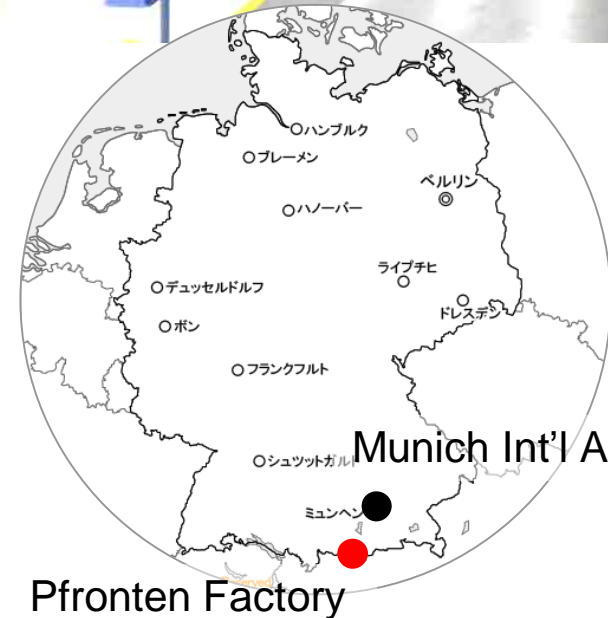 ハンブルク
ブレーメン
ベルリン
ハノーバー
ライプチヒ
デュッセルドルフ
ドレスデン
ボン
フランクフルト
Munich Int'l A
シュツットガルト
ミュンヘン
Pfronten Factory